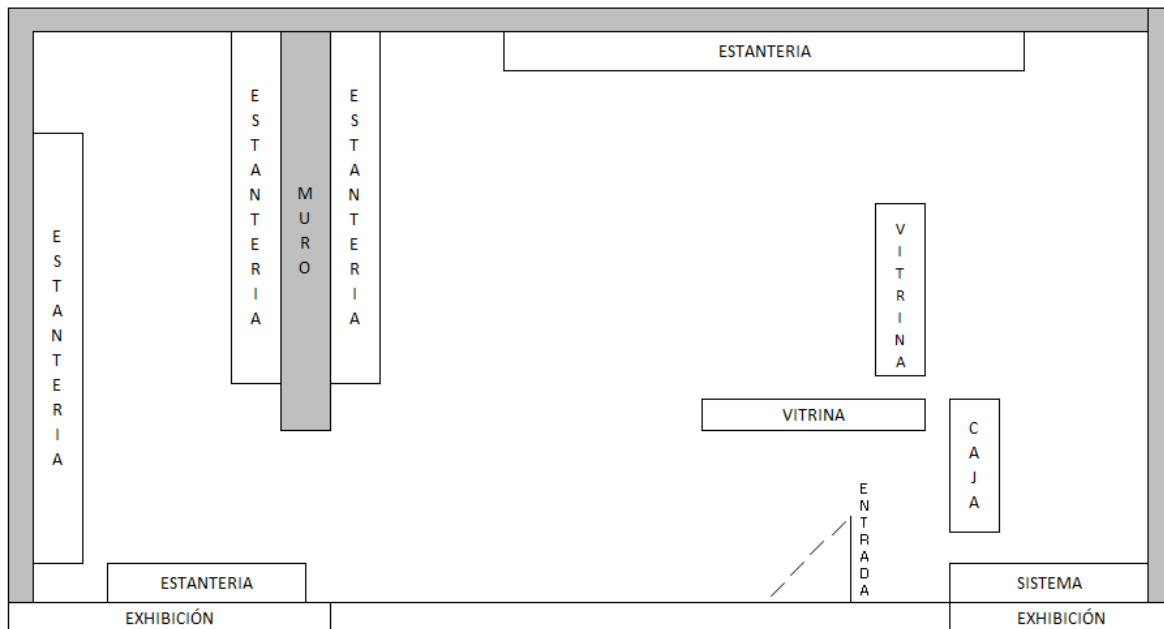 ESTANTERIA
ESTANTERIA
ESTANTERIA
MURO
ESTANTERIA
VITRINA
VITRINA
CAJA
ENTRADA
ESTANTERIA
SISTEMA
EXHIBICIÓN
EXHIBICIÓN